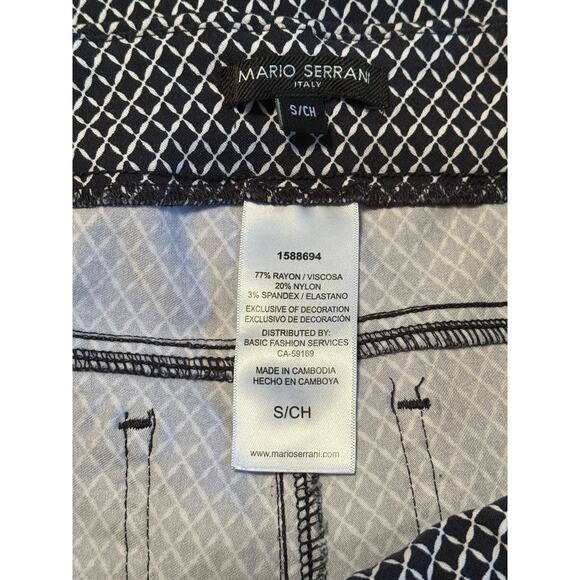 MARIO SERRANI
ITALY
S/CH
1588694
77% RAYON / VISCOSA
20% NYLON
3% SPANDEX / ELASTANO
EXCLUSIVE OF DECORATION
EXCLUSIVO DE DECORACIÓN
DISTRIBUTED BY:
BASIC FASHION SERVICES
CA-59169
MADE IN CAMBODIA
HECHO EN CAMBOYA
S/CH
www.marioserrani.com